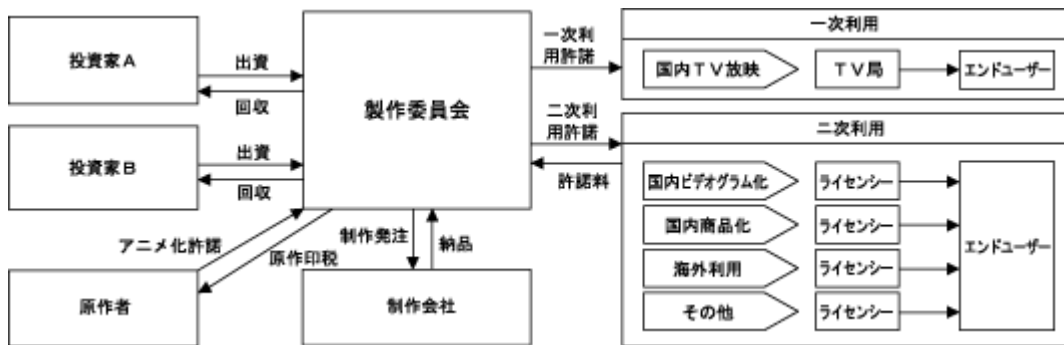 投資家A
出資
回収
投資家B
出資
回収
製作委員会
アニメ化許諾
原作印税
制作発注
納品
原作者
制作会社
一次利
用許諾
二次利
用許諾
許諾料
一次利用
国内TV放映
TV局
エンドユーザー
二次利用
国内ビデオグラム化
ライセンシー
国内商品化
ライセンシー
海外利用
ライセンシー
その他
ライセンシー
エンドユーザー